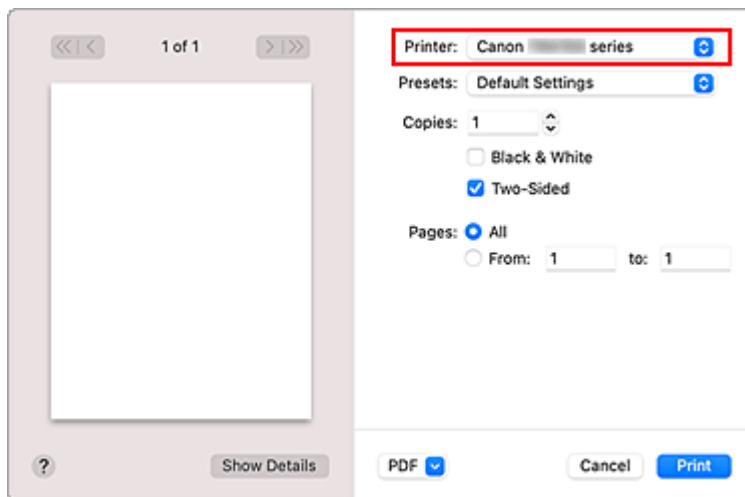 1 of 1
Printer: Canon series
Presets: Default Settings
Copies: 1
Black & White
Two-Sided
Pages: All
From: 1 to: 1
? Show Details PDF Cancel Print